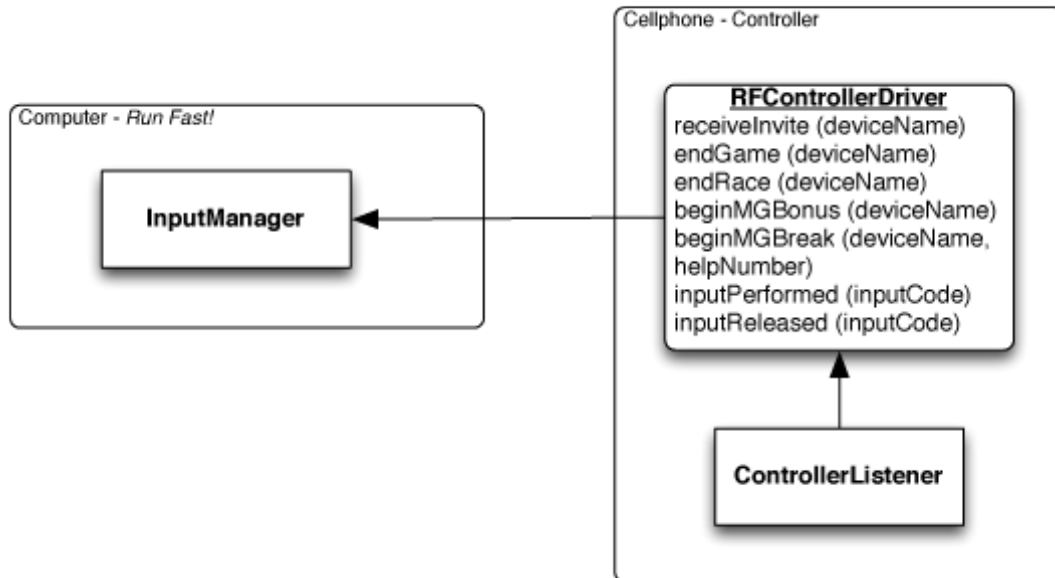 Cellphone - Controller
Computer - Run Fast!
InputManager
RFControllerDriver
receiveInvite (deviceName)
endGame (deviceName)
endRace (deviceName)
beginMGBonus (deviceName)
beginMGBreak (deviceName,
helpNumber)
inputPerformed (inputCode)
inputReleased (inputCode)
ControllerListener